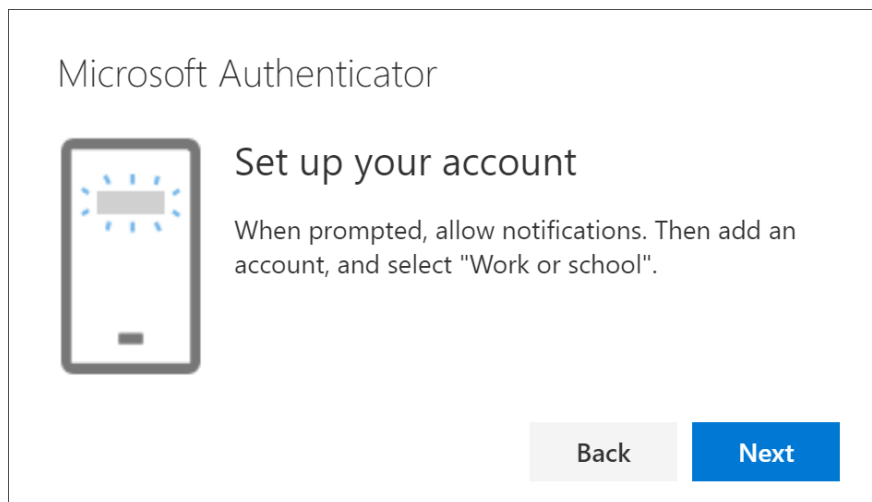 Microsoft Authenticator
Set up your account
When prompted, allow notifications. Then add an
account, and select "Work or school".
Back
Next